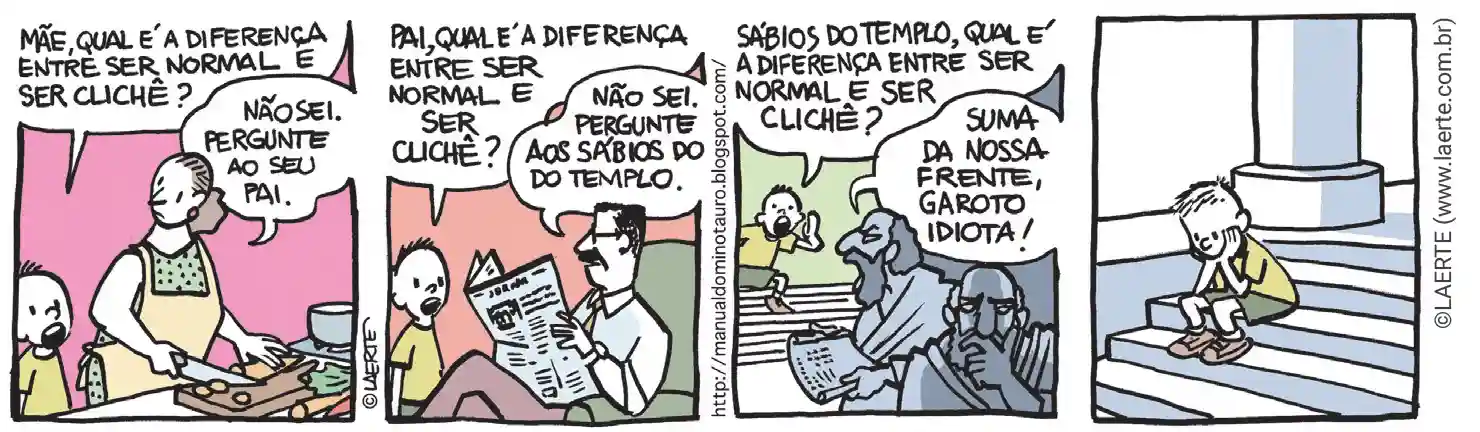 MÃE, QUAL É A DIFERENÇA
ENTRE SER NORMAL E
SER CLICHÊ?
NÃO SEI.
PERGUNTE
AO SEU
PAI.
© LAERTE
PAI, QUAL É A DIFERENÇA
ENTRE SER
NORMAL E
SER
CLICHÊ?
NÃO SEI.
PERGUNTE
AOS SÁBIOS DO
DO TEMPLO.
JORNAL
http://manualdominotauro.blogspot.com/
SÁBIOS DO TEMPLO, QUAL É
A DIFERENÇA ENTRE SER
NORMAL E SER
CLICHÊ?
SUMA
DA NOSSA
FRENTE,
GAROTO
IDIOTA!
©LAERTE (www.laerte.com.br)